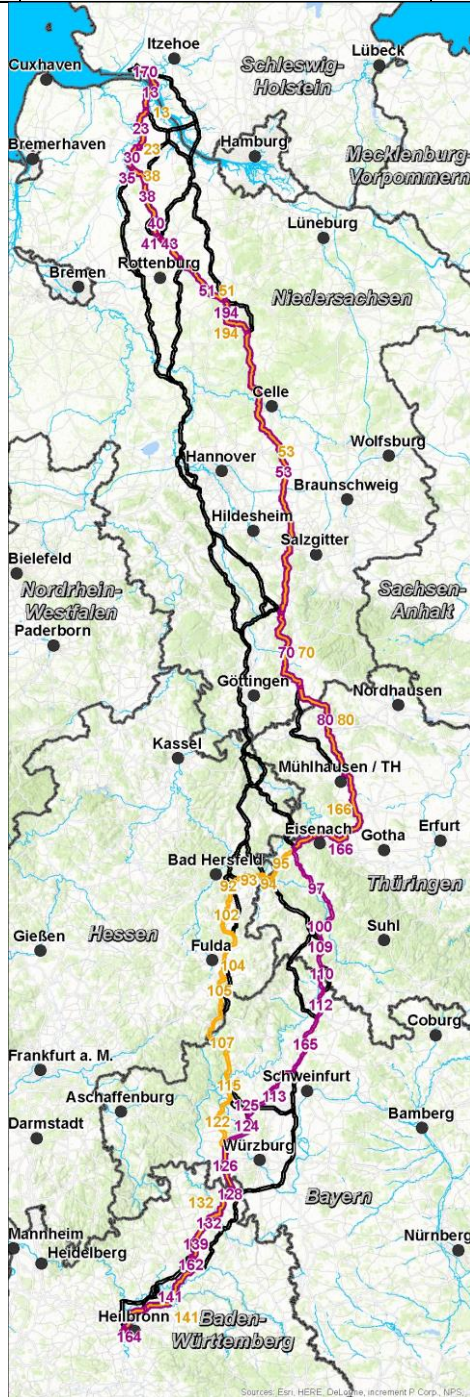 Itzehoe
Cuxhaven
Lübeck
170
Schleswig-
Holstein
13
13
23
Bremerhaven
23
Hamburg
Mecklenburg-
Vorpommern
30
35
38
38
Lüneburg
40
41
43
Rottenburg
Bremen
51
51
Niedersachsen
194
194
Celle
53
Wolfsburg
Hannover
53
Braunschweig
Hildesheim
Salzgitter
Bielefeld
Nordrhein-
Westfalen
Sachsen-
Anhalt
Paderborn
70
70
Göttingen
Nordhausen
80
80
Kassel
Mühlhausen / TH
166
Erfurt
Eisenach
Gotha
166
Bad Hersfeld
95
93
94
92
97
Thüringen
102
100
Suhl
Hessen
109
Gießen
Fulda
104
110
105
112
Coburg
107
165
Frankfurt a. M.
Schweinfurt
115
Aschaffenburg
113
125
Bamberg
122
124
Darmstadt
Würzburg
126
128
132
Bayern
132
Mannheim
139
Nürnberg
Heidelberg
162
141
Heilbronn
141
Baden-
Württemberg
164
Sources: Esri, HERE, DeLorme, increment P Corp., NPS,